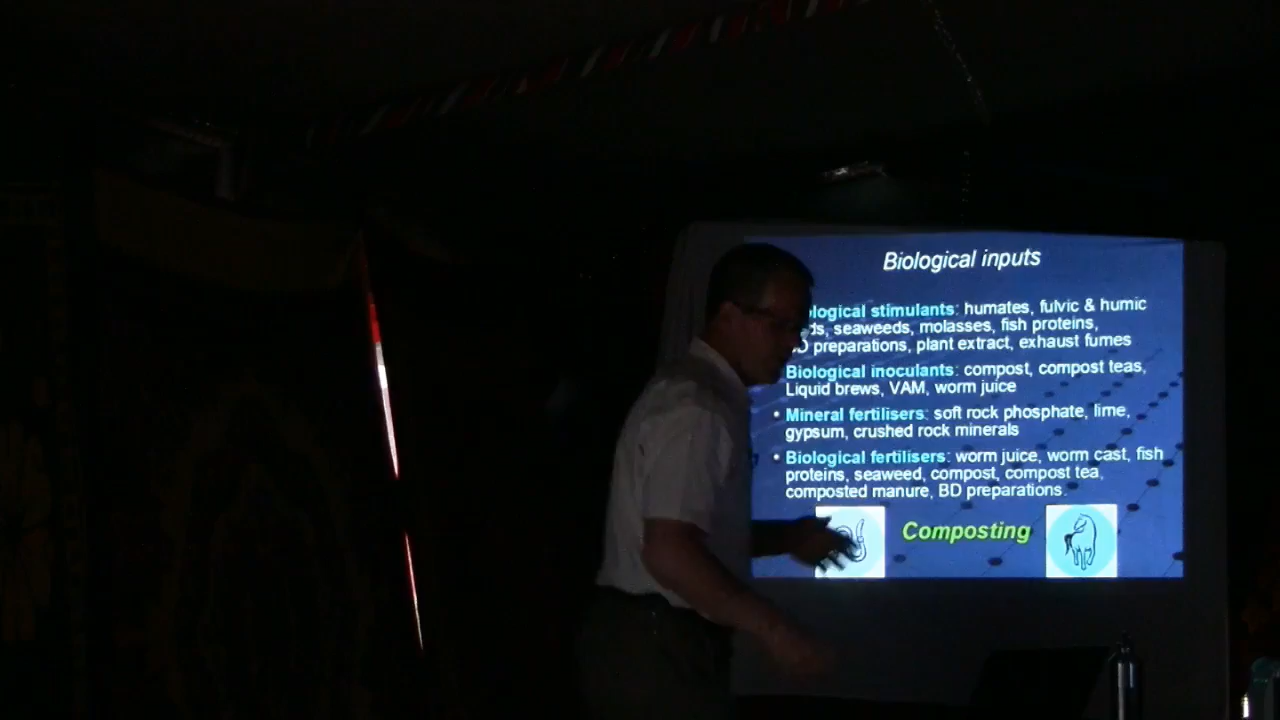 Biological inputs
ological stimulants: humates, fulvic & humic
ds, seaweeds, molasses, fish proteins,
D preparations, plant extract, exhaust fumes
Biological inoculants: compost, compost teas,
Liquid brews, VAM, worm juice
• Mineral fertilisers: soft rock phosphate, lime,
gypsum, crushed rock minerals
• Biological fertilisers: worm juice, worm cast, fish
proteins, seaweed, compost, compost tea,
composted manure, BD preparations.
Composting